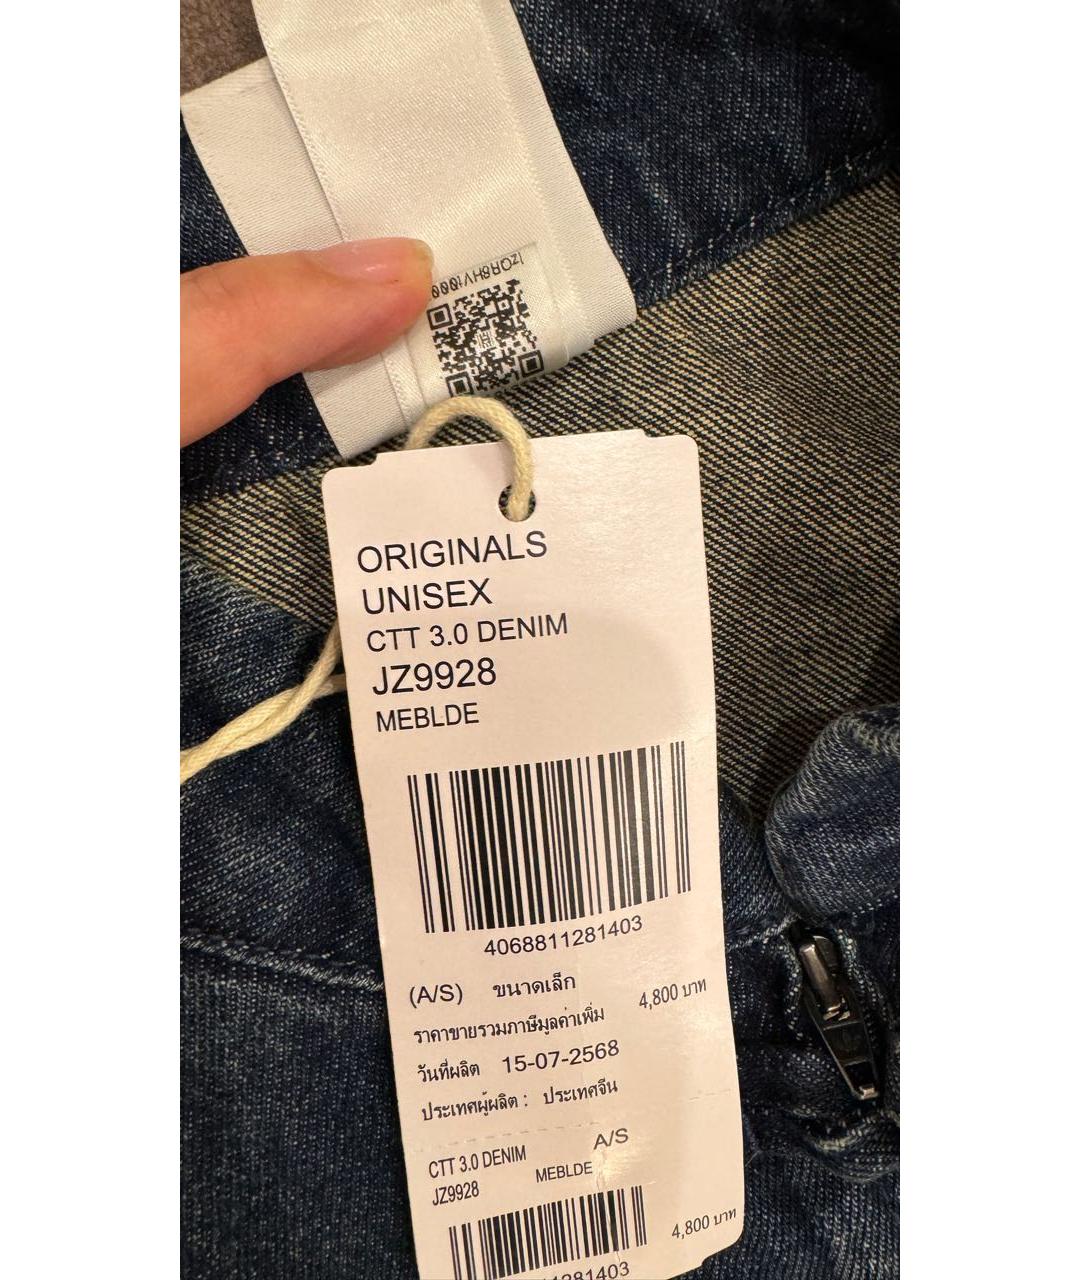 ORIGINALS
UNISEX
CTT 3.0 DENIM
JZ9928
MEBLDE
4068811281403
(A/S) ขนาดเล็ก
4,800 บาท
ราคาขายรวมภาษีมูลค่าเพิ่ม
วันที่ผลิต 15-07-2568
ประเทศผู้ผลิต : ประเทศจีน
CTT 3.0 DENIM A/S
JZ9928 MEBLDE
4,800 บาท